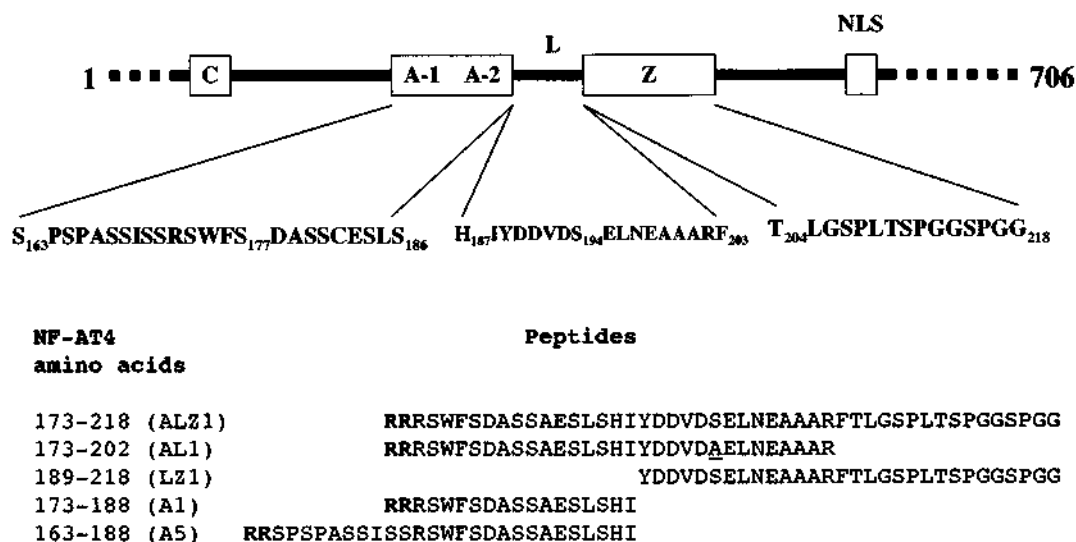 NLS
L
1 C A-1 A-2 Z 706
S163PSPASSISSRSWFS177DASSCESLS186 H187IYDDVDS194ELNEAAARF203 T204LGSPLTSPGGSPGG218
NF-AT4 Peptides
amino acids
173-218 (ALZ1) RRRSWFSDASSAESLSHIYDDVDSELNEAAARFTLGSPLTSPGGSPGG
173-202 (AL1) RRRSWFSDASSAESLSHIYDDVDAELNEAAAR
189-218 (LZ1) YDDVDSELNEAAARFTLGSPLTSPGGSPGG
173-188 (A1) RRRSWFSDASSAESLSHI
163-188 (A5) RRSPSPASSISSRSWFSDASSAESLSHI